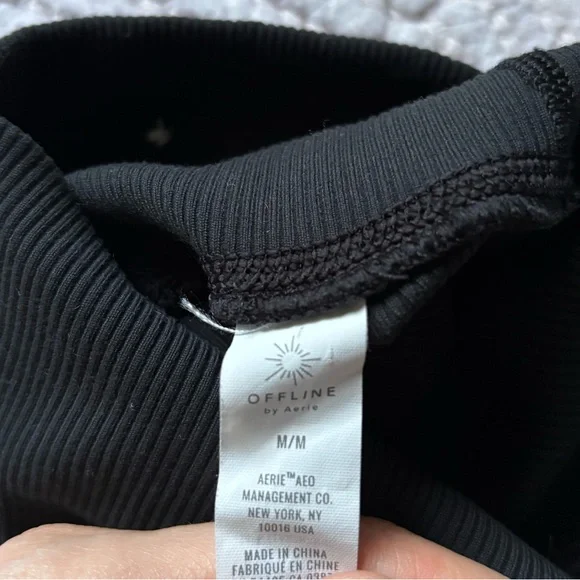 OFFLINE
by Aerie
M/M
AERIE™AEO
MANAGEMENT CO.
NEW YORK, NY
10016 USA
MADE IN CHINA
FABRIQUÉ EN CHINE